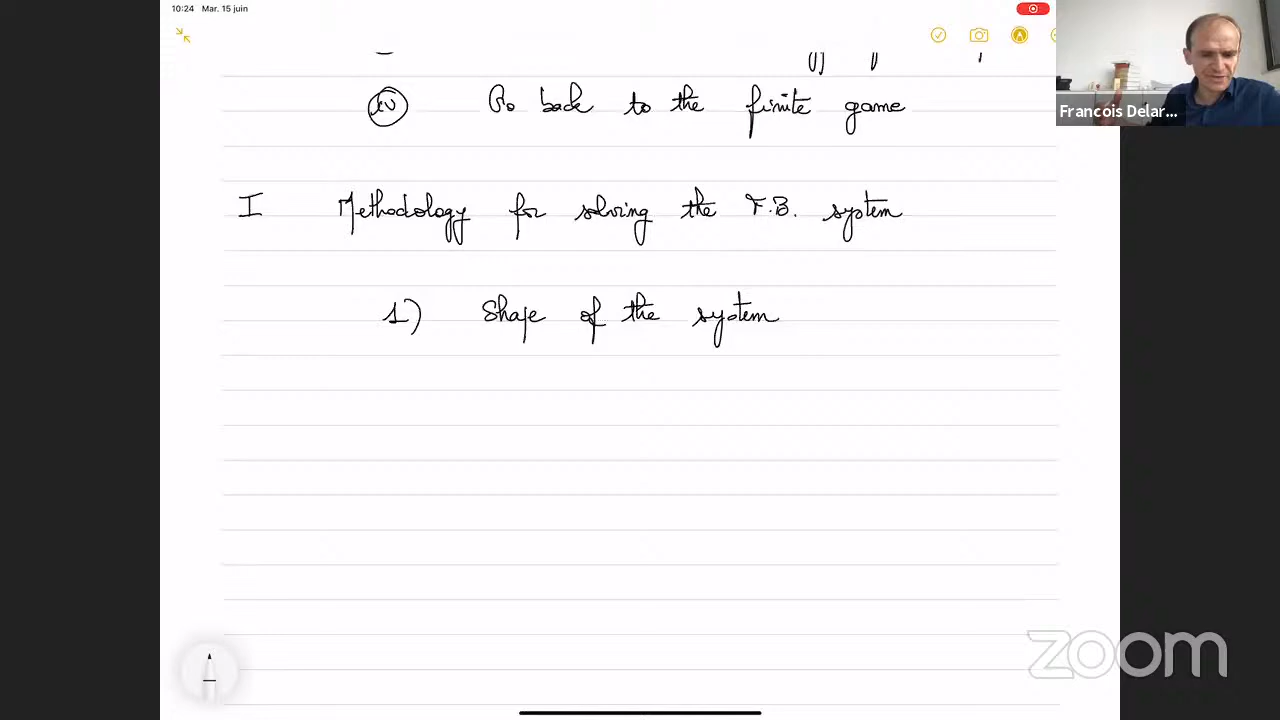 10:24 Mar. 15 juin
Francois Delar...
iv Go back to the finite game
I Methodology for solving the F.B. system
1) Shape of the system
zoom